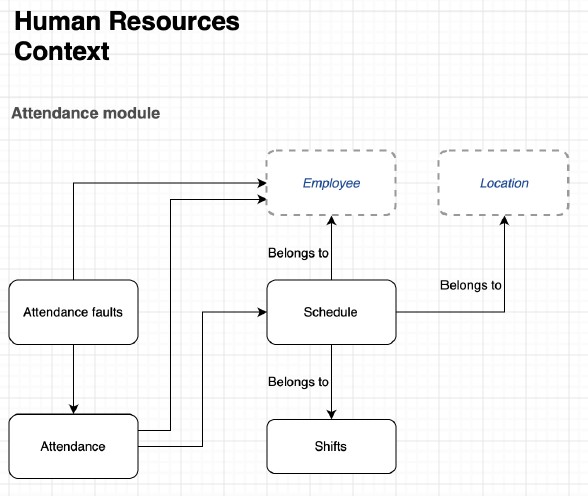 Human Resources
Context
Attendance module
Employee
Location
Belongs to
Belongs to
Attendance faults
Schedule
Belongs to
Attendance
Shifts